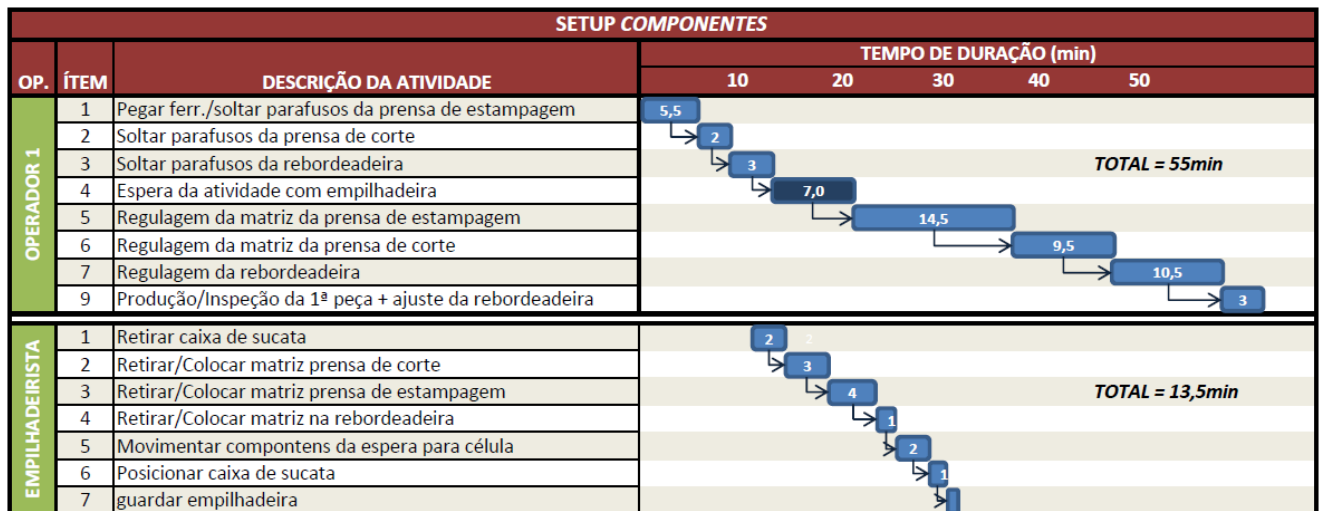 SETUP COMPONENTES
TEMPO DE DURAÇÃO (min)
OP. ÍTEM DESCRIÇÃO DA ATIVIDADE 10 20 30 40 50
OPERADOR 1
1 Pegar ferr./soltar parafusos da prensa de estampagem 5,5
2 Soltar parafusos da prensa de corte 2
3 Soltar parafusos da rebordeadeira 3 TOTAL = 55min
4 Espera da atividade com empilhadeira 7,0
5 Regulagem da matriz da prensa de estampagem 14,5
6 Regulagem da matriz da prensa de corte 9,5
7 Regulagem da rebordeadeira 10,5
9 Produção/Inspeção da 1ª peça + ajuste da rebordeadeira 3
EMPILHADEIRISTA
1 Retirar caixa de sucata 2 2
2 Retirar/Colocar matriz prensa de corte 3
3 Retirar/Colocar matriz prensa de estampagem 4 TOTAL = 13,5min
4 Retirar/Colocar matriz na rebordeadeira 1
5 Movimentar compontens da espera para célula 2
6 Posicionar caixa de sucata 1
7 guardar empilhadeira